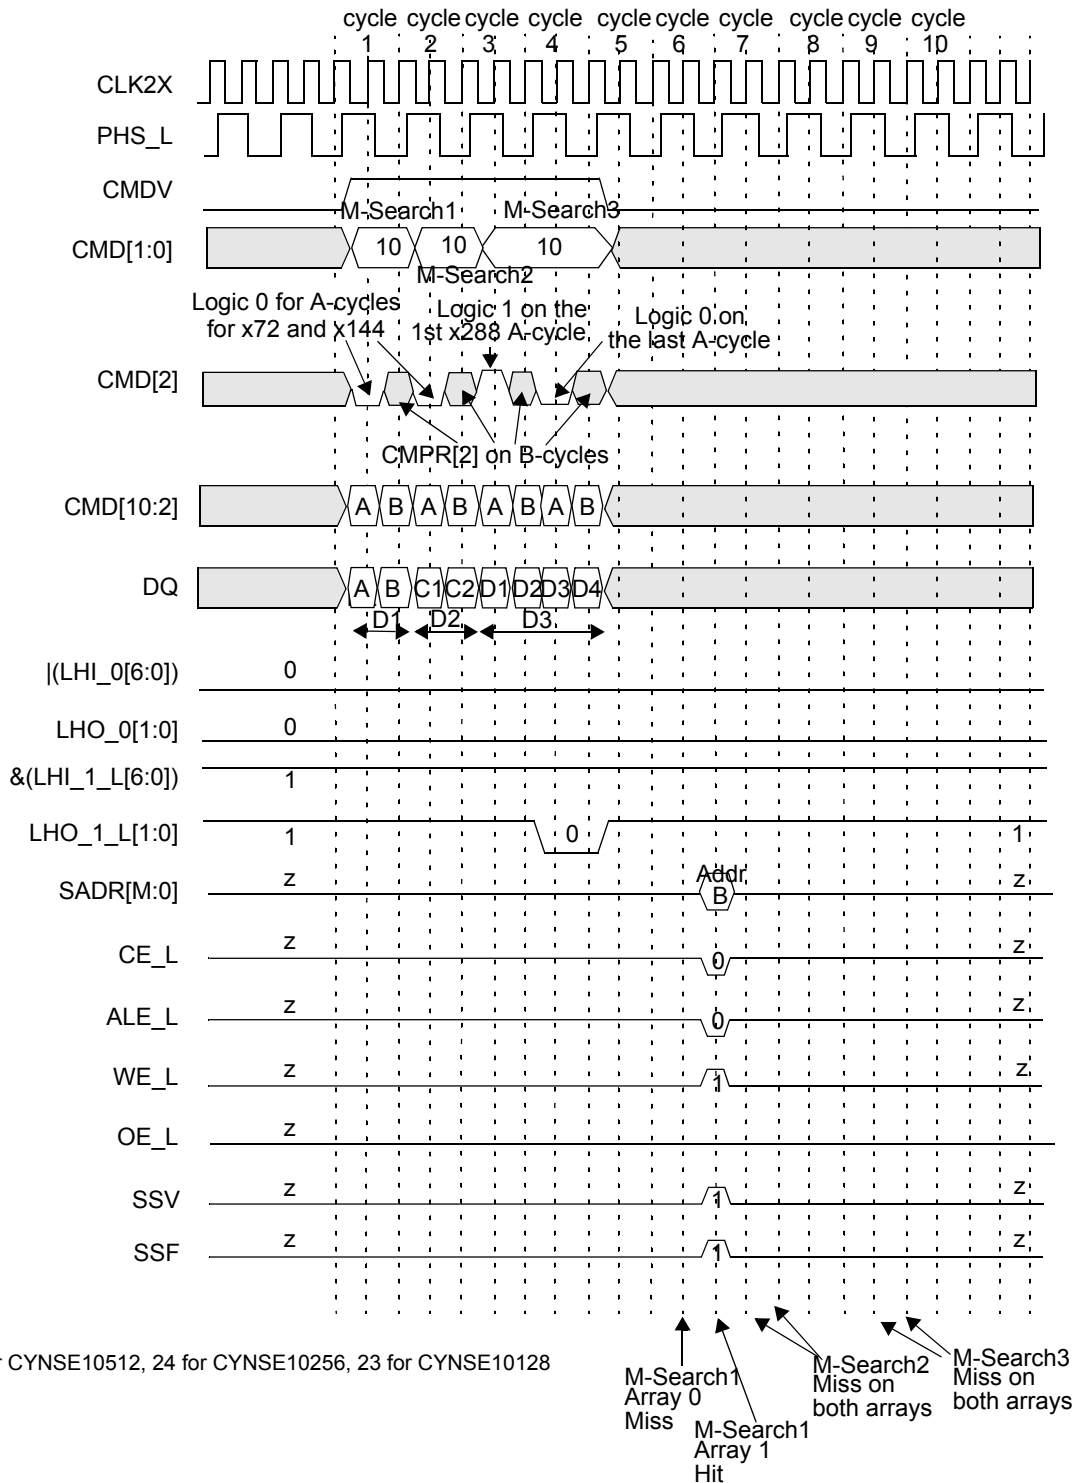 cycle cycle cycle cycle cycle cycle cycle cycle cycle cycle
1 2 3 4 5 6 7 8 9 10
CLK2X
PHS_L
CMDV
M-Search1 M-Search3
CMD[1:0] 10 10 10
M-Search2
Logic 0 for A-cycles
for x72 and x144
Logic 1 on the
1st x288 A-cycle
Logic 0 on
the last A-cycle
CMD[2]
CMPR[2] on B-cycles
CMD[10:2] A B A B A B A B
DQ A B C1 C2 D1 D2 D3 D4
D1 D2 D3
|(LHI_0[6:0]) 0
LHO_0[1:0] 0
&(LHI_1_L[6:0]) 1
LHO_1_L[1:0] 1 0 1
Addr
SADR[M:0] z B z
CE_L z 0 z
ALE_L z 0 z
WE_L z 1 z
OE_L z
SSV z 1 z
SSF z 1 z
CYNSE10512, 24 for CYNSE10256, 23 for CYNSE10128
M-Search1
Array 0
Miss
M-Search1
Array 1
Hit
M-Search2
Miss on
both arrays
M-Search3
Miss on
both arrays